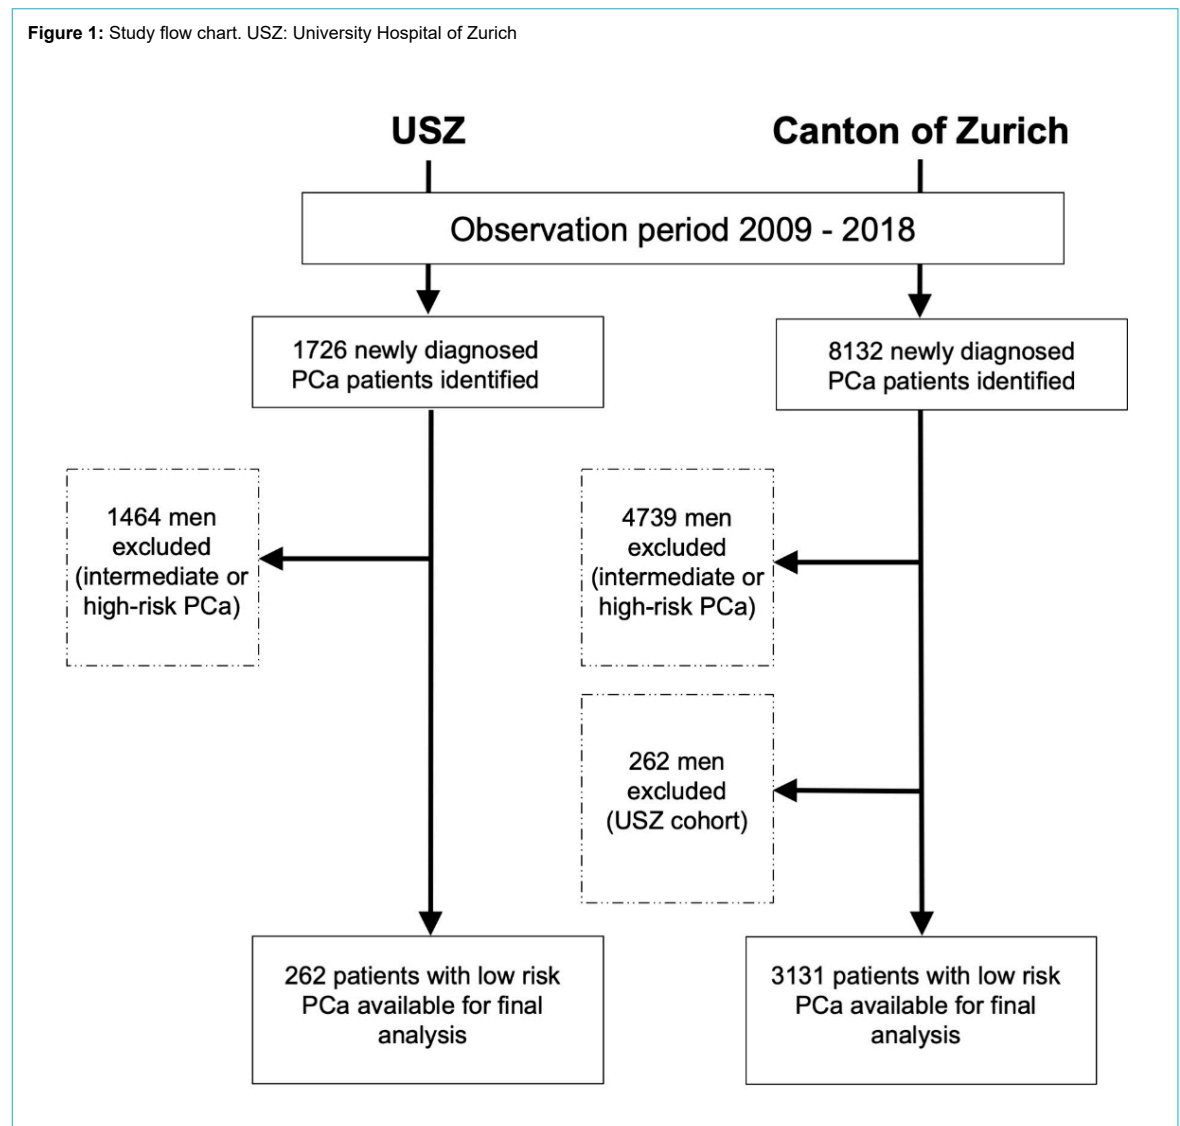 Figure 1: Study flow chart. USZ: University Hospital of Zurich
USZ
Canton of Zurich
Observation period 2009 - 2018
1726 newly diagnosed
PCa patients identified
8132 newly diagnosed
PCa patients identified
1464 men
excluded
(intermediate or
high-risk PCa)
4739 men
excluded
(intermediate or
high-risk PCa)
262 men
excluded
(USZ cohort)
262 patients with low risk
PCa available for final
analysis
3131 patients with low risk
PCa available for final
analysis